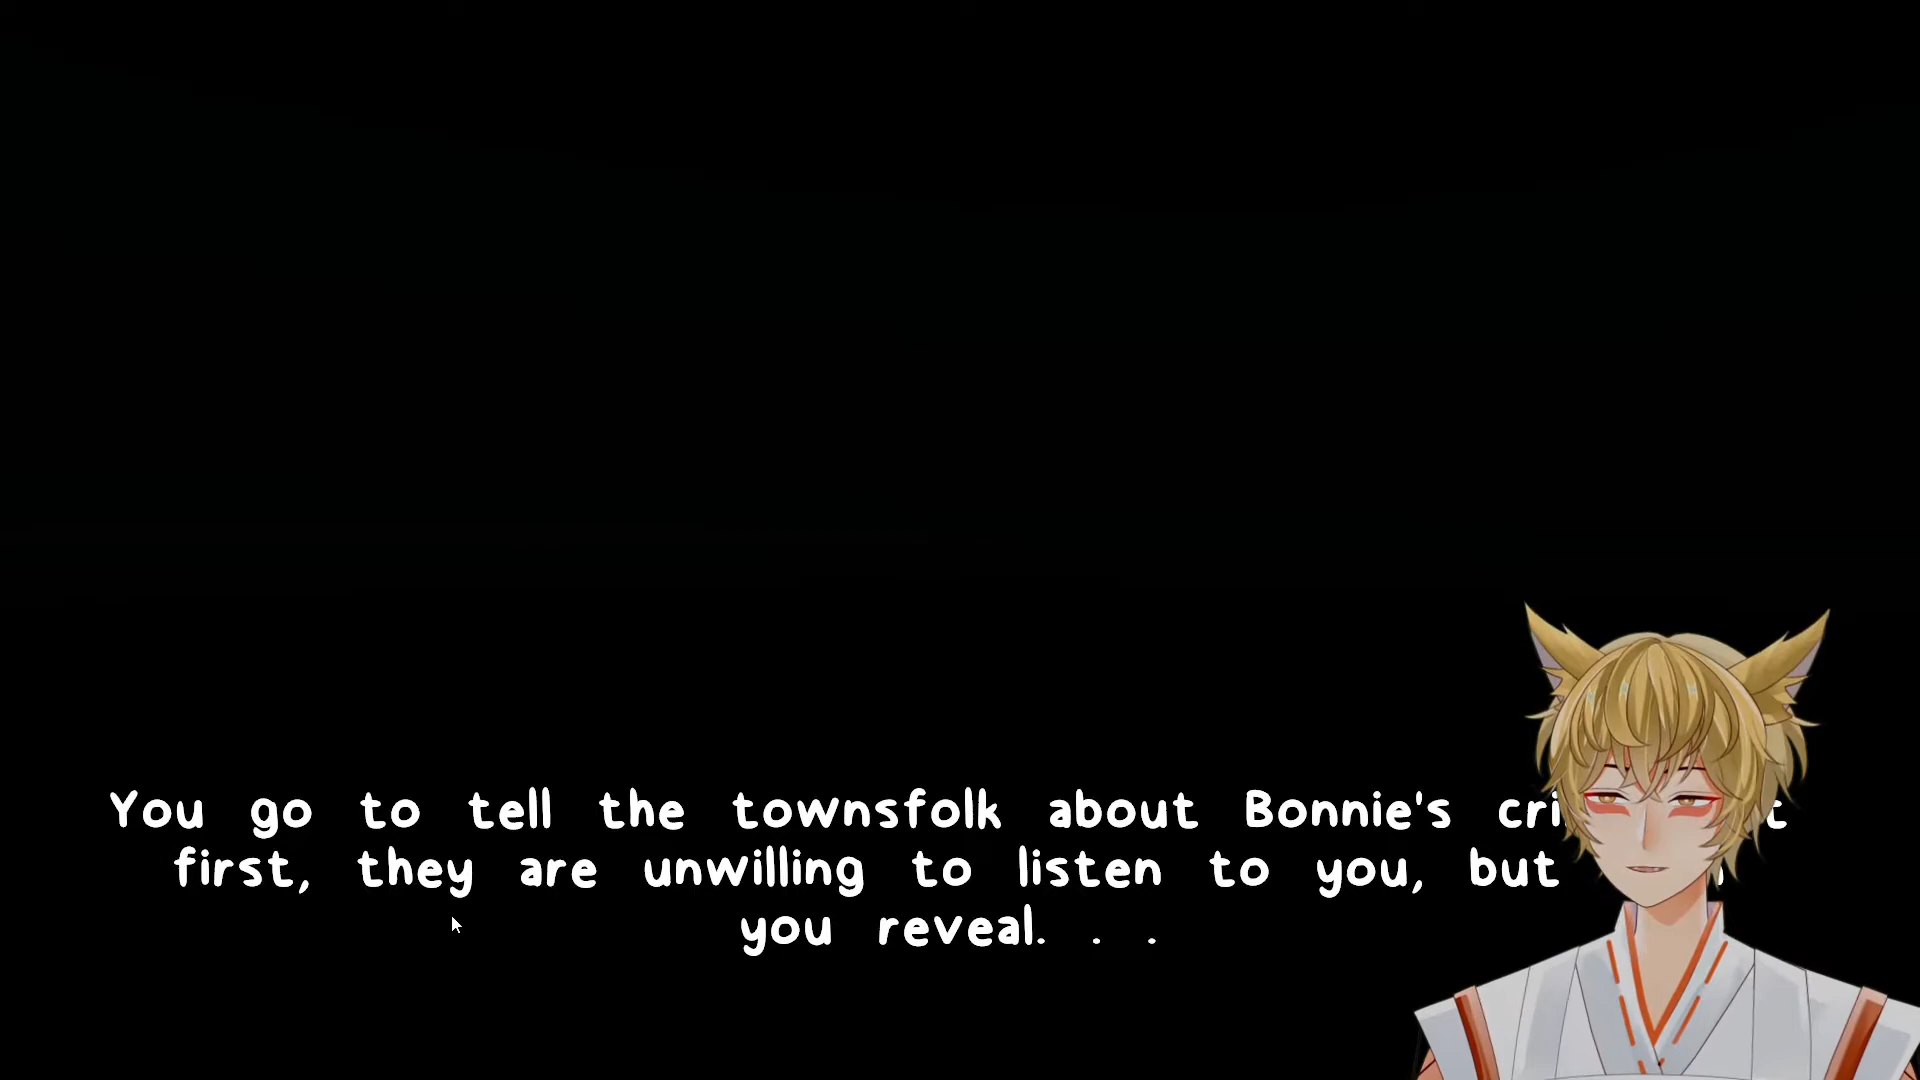 You go to tell the townsfolk about Bonnie's
first, they are unwilling to listen to you, but
you reveal. . .